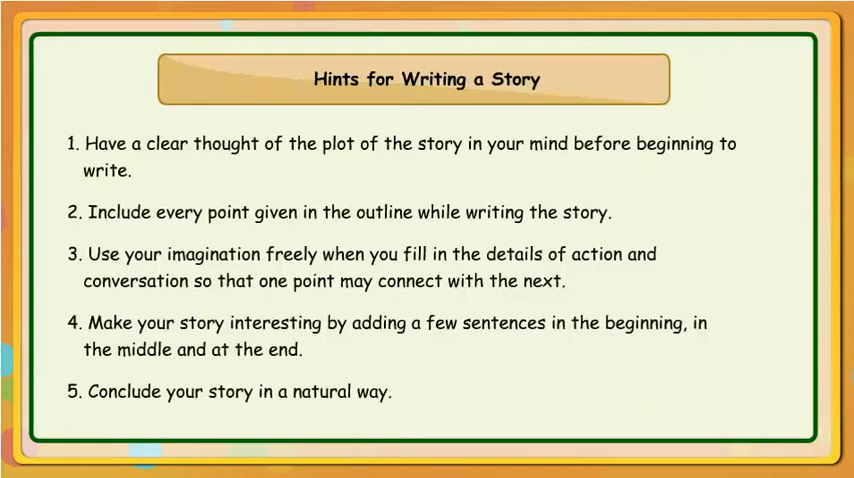 Hints for Writing a Story
1. Have a clear thought of the plot of the story in your mind before beginning to
write.
2. Include every point given in the outline while writing the story.
3. Use your imagination freely when you fill in the details of action and
conversation so that one point may connect with the next.
4. Make your story interesting by adding a few sentences in the beginning, in
the middle and at the end.
5. Conclude your story in a natural way.